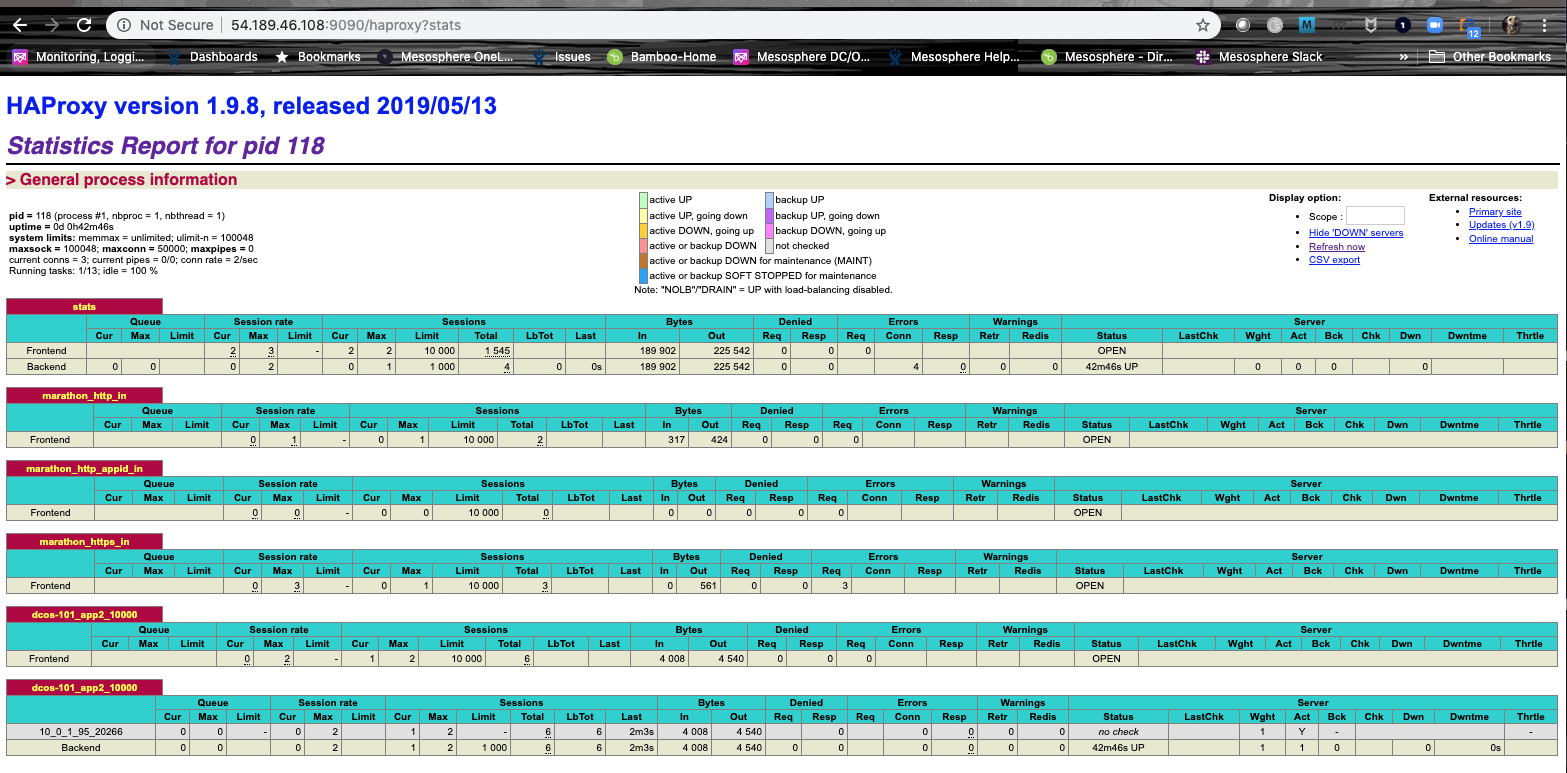 Not Secure | 54.189.46.108:9090/haproxy?stats
M 1 12
Monitoring, Loggi... Dashboards Bookmarks Mesosphere OneL... Issues Bamboo-Home Mesosphere DC/O... Mesosphere Help... Mesosphere - Dir... Mesosphere Slack » Other Bookmarks
HAProxy version 1.9.8, released 2019/05/13
Statistics Report for pid 118
> General process information
pid = 118 (process #1, nbproc = 1, nbthread = 1)
uptime = 0d 0h42m46s
system limits: memmax = unlimited; ulimit-n = 100048
maxsock = 100048; maxconn = 50000; maxpipes = 0
current conns = 3; current pipes = 0/0; conn rate = 2/sec
Running tasks: 1/13; idle = 100 %
active UP backup UP
active UP, going down backup UP, going down
active DOWN, going up backup DOWN, going up
active or backup DOWN not checked
active or backup DOWN for maintenance (MAINT)
active or backup SOFT STOPPED for maintenance
Note: "NOLB"/"DRAIN" = UP with load-balancing disabled.
Display option:
• Scope :
• Hide 'DOWN' servers
• Refresh now
• CSV export
External resources:
• Primary site
• Updates (v1.9)
• Online manual
stats
Queue Session rate Sessions Bytes Denied Errors Warnings Server
Cur Max Limit Cur Max Limit Cur Max Limit Total LbTot Last In Out Req Resp Req Conn Resp Retr Redis Status LastChk Wght Act Bck Chk Dwn Dwntme Thrtle
Frontend 2 3 - 2 2 10 000 1 545 189 902 225 542 0 0 0 OPEN
Backend 0 0 0 2 0 1 1 000 4 0 0s 189 902 225 542 0 0 4 0 0 0 42m46s UP 0 0 0 0
marathon_http_in
Queue Session rate Sessions Bytes Denied Errors Warnings Server
Cur Max Limit Cur Max Limit Cur Max Limit Total LbTot Last In Out Req Resp Req Conn Resp Retr Redis Status LastChk Wght Act Bck Chk Dwn Dwntme Thrtle
Frontend 0 1 - 0 1 10 000 2 317 424 0 0 0 OPEN
marathon_http_appid_in
Queue Session rate Sessions Bytes Denied Errors Warnings Server
Cur Max Limit Cur Max Limit Cur Max Limit Total LbTot Last In Out Req Resp Req Conn Resp Retr Redis Status LastChk Wght Act Bck Chk Dwn Dwntme Thrtle
Frontend 0 0 - 0 0 10 000 0 0 0 0 0 0 OPEN
marathon_https_in
Queue Session rate Sessions Bytes Denied Errors Warnings Server
Cur Max Limit Cur Max Limit Cur Max Limit Total LbTot Last In Out Req Resp Req Conn Resp Retr Redis Status LastChk Wght Act Bck Chk Dwn Dwntme Thrtle
Frontend 0 3 - 0 1 10 000 3 0 561 0 0 3 OPEN
dcos-101_app2_10000
Queue Session rate Sessions Bytes Denied Errors Warnings Server
Cur Max Limit Cur Max Limit Cur Max Limit Total LbTot Last In Out Req Resp Req Conn Resp Retr Redis Status LastChk Wght Act Bck Chk Dwn Dwntme Thrtle
Frontend 0 2 - 1 2 10 000 6 4 008 4 540 0 0 0 OPEN
dcos-101_app2_10000
Queue Session rate Sessions Bytes Denied Errors Warnings Server
Cur Max Limit Cur Max Limit Cur Max Limit Total LbTot Last In Out Req Resp Req Conn Resp Retr Redis Status LastChk Wght Act Bck Chk Dwn Dwntme Thrtle
10_0_1_95_20266 0 0 - 0 2 1 2 - 6 6 2m3s 4 008 4 540 0 0 0 0 0 no check 1 Y - -
Backend 0 0 0 2 1 2 1 000 6 6 2m3s 4 008 4 540 0 0 0 0 0 0 42m46s UP 1 1 0 0 0s